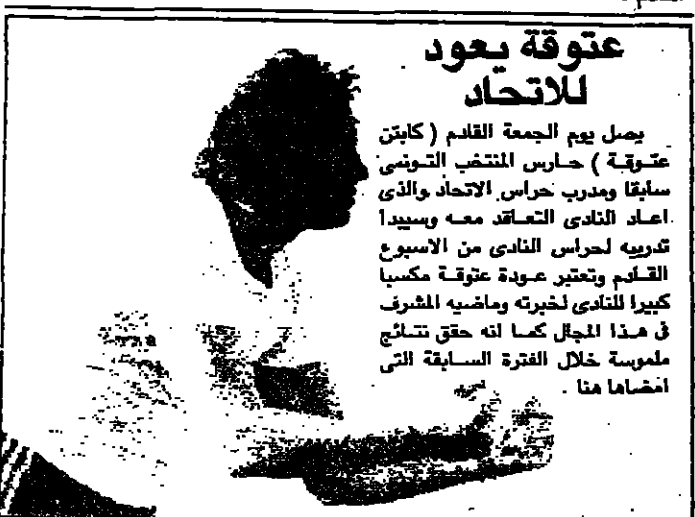 عتوقة يعود
للاتحاد
يصل يوم الجمعة القادم ( كابتن
عتوقة ) حارس المنتخب التونسى
سابقا ومدرب حراس الاتحاد والذى
اعاد النادى التعاقد معه وسيبدا
تدريبه لحراس النادى من الاسبوع
القادم وتعتبر عودة عتوقة مكسبا
كبيرا للنادى لخبرته وماضيه المشرف
فى هذا المجال كما انه حقق نتائج
ملموسة خلال الفترة السابقة التى
امضاها هنا .